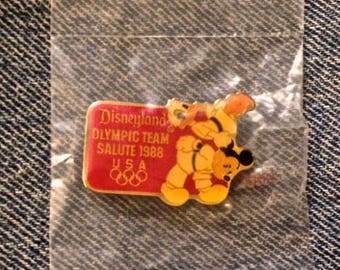 Disneyland
OLYMPIC TEAM
SALUTE 1988
USA